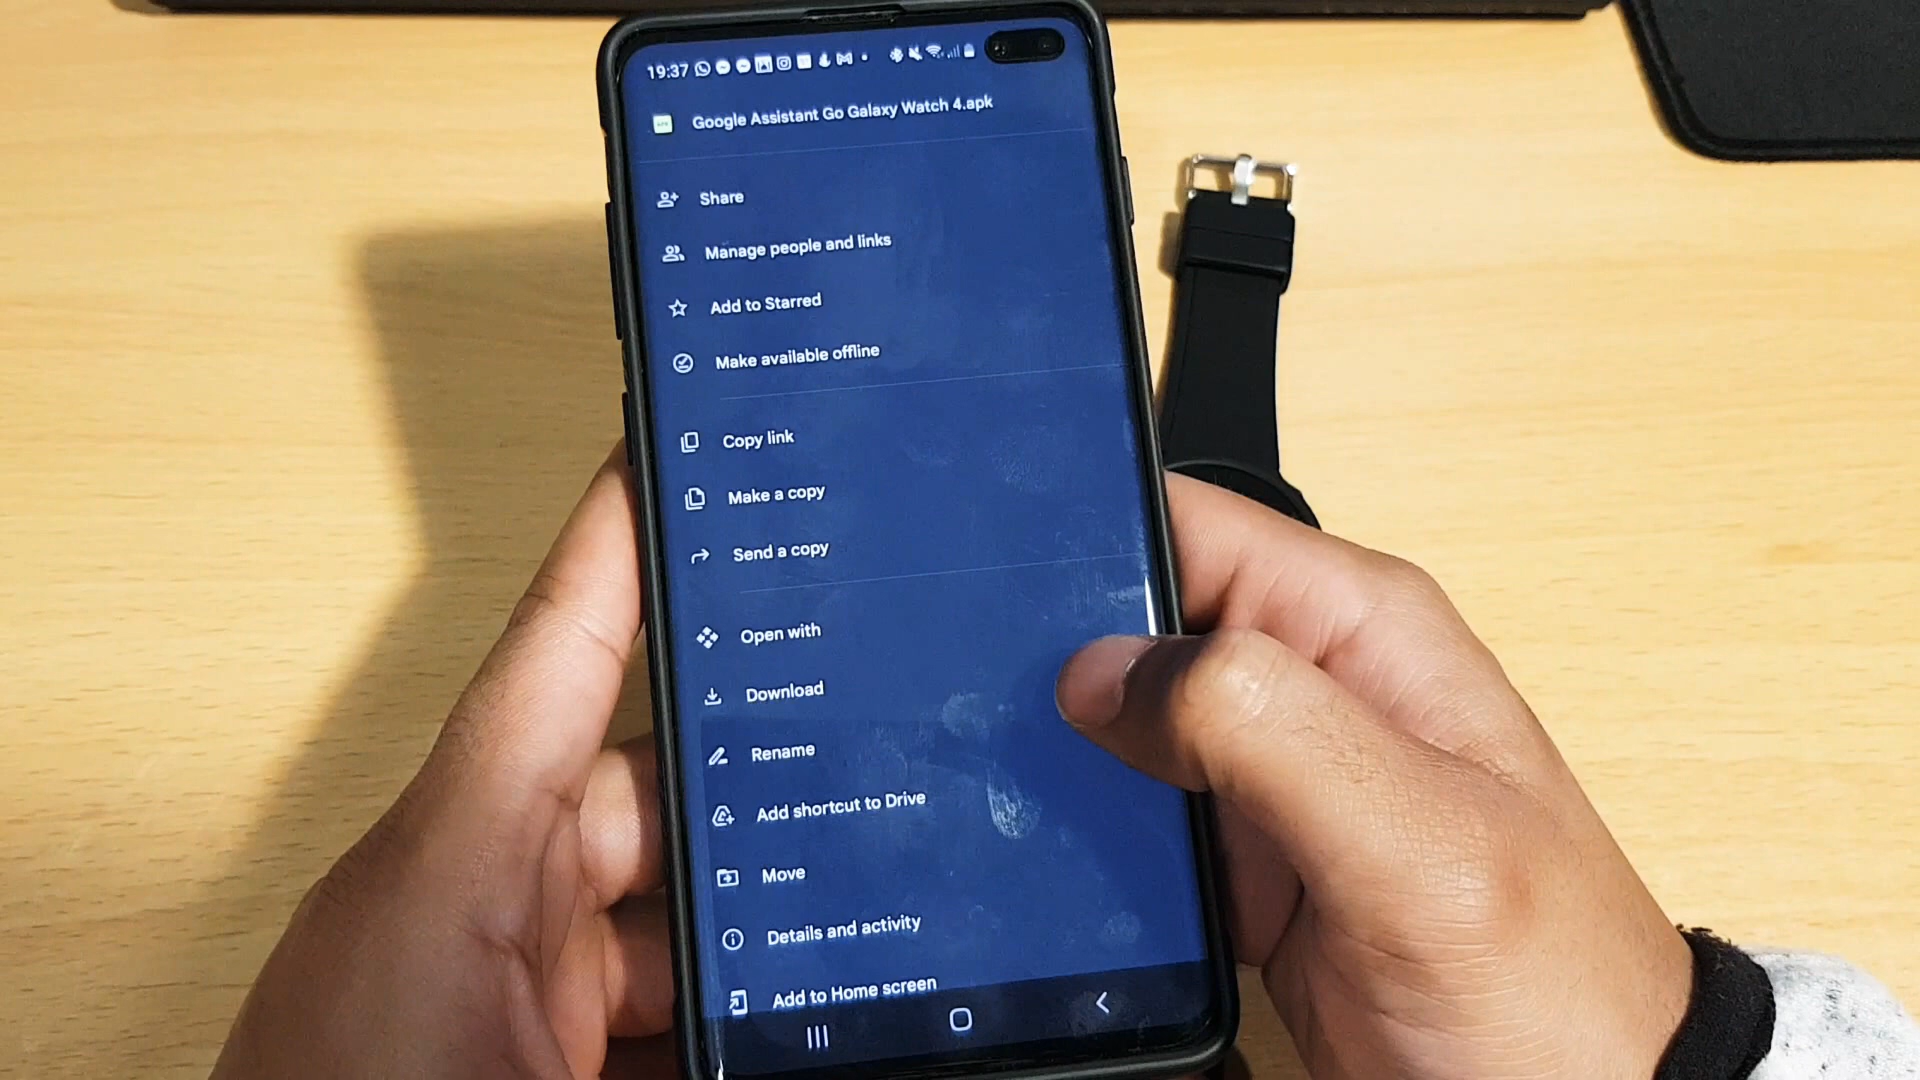 19:37
Google Assistant Go Galaxy Watch 4.apk
Share
Manage people and links
Add to Starred
Make available offline
Copy link
Make a copy
Send a copy
Open with
Download
Rename
Add shortcut to Drive
Move
Details and activity
Add to Home screen